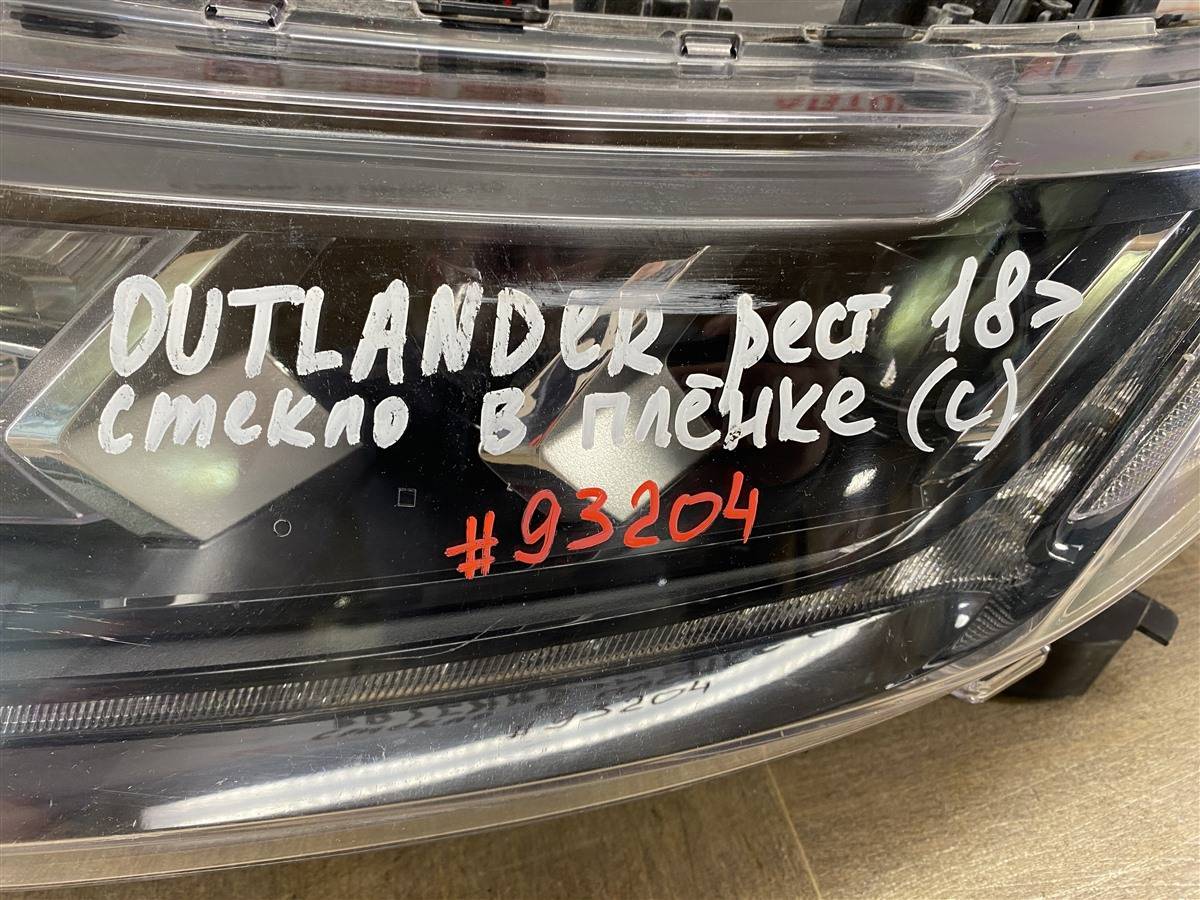 OUTLANDER рест 18>
стекло в плёнке (с)
#93204